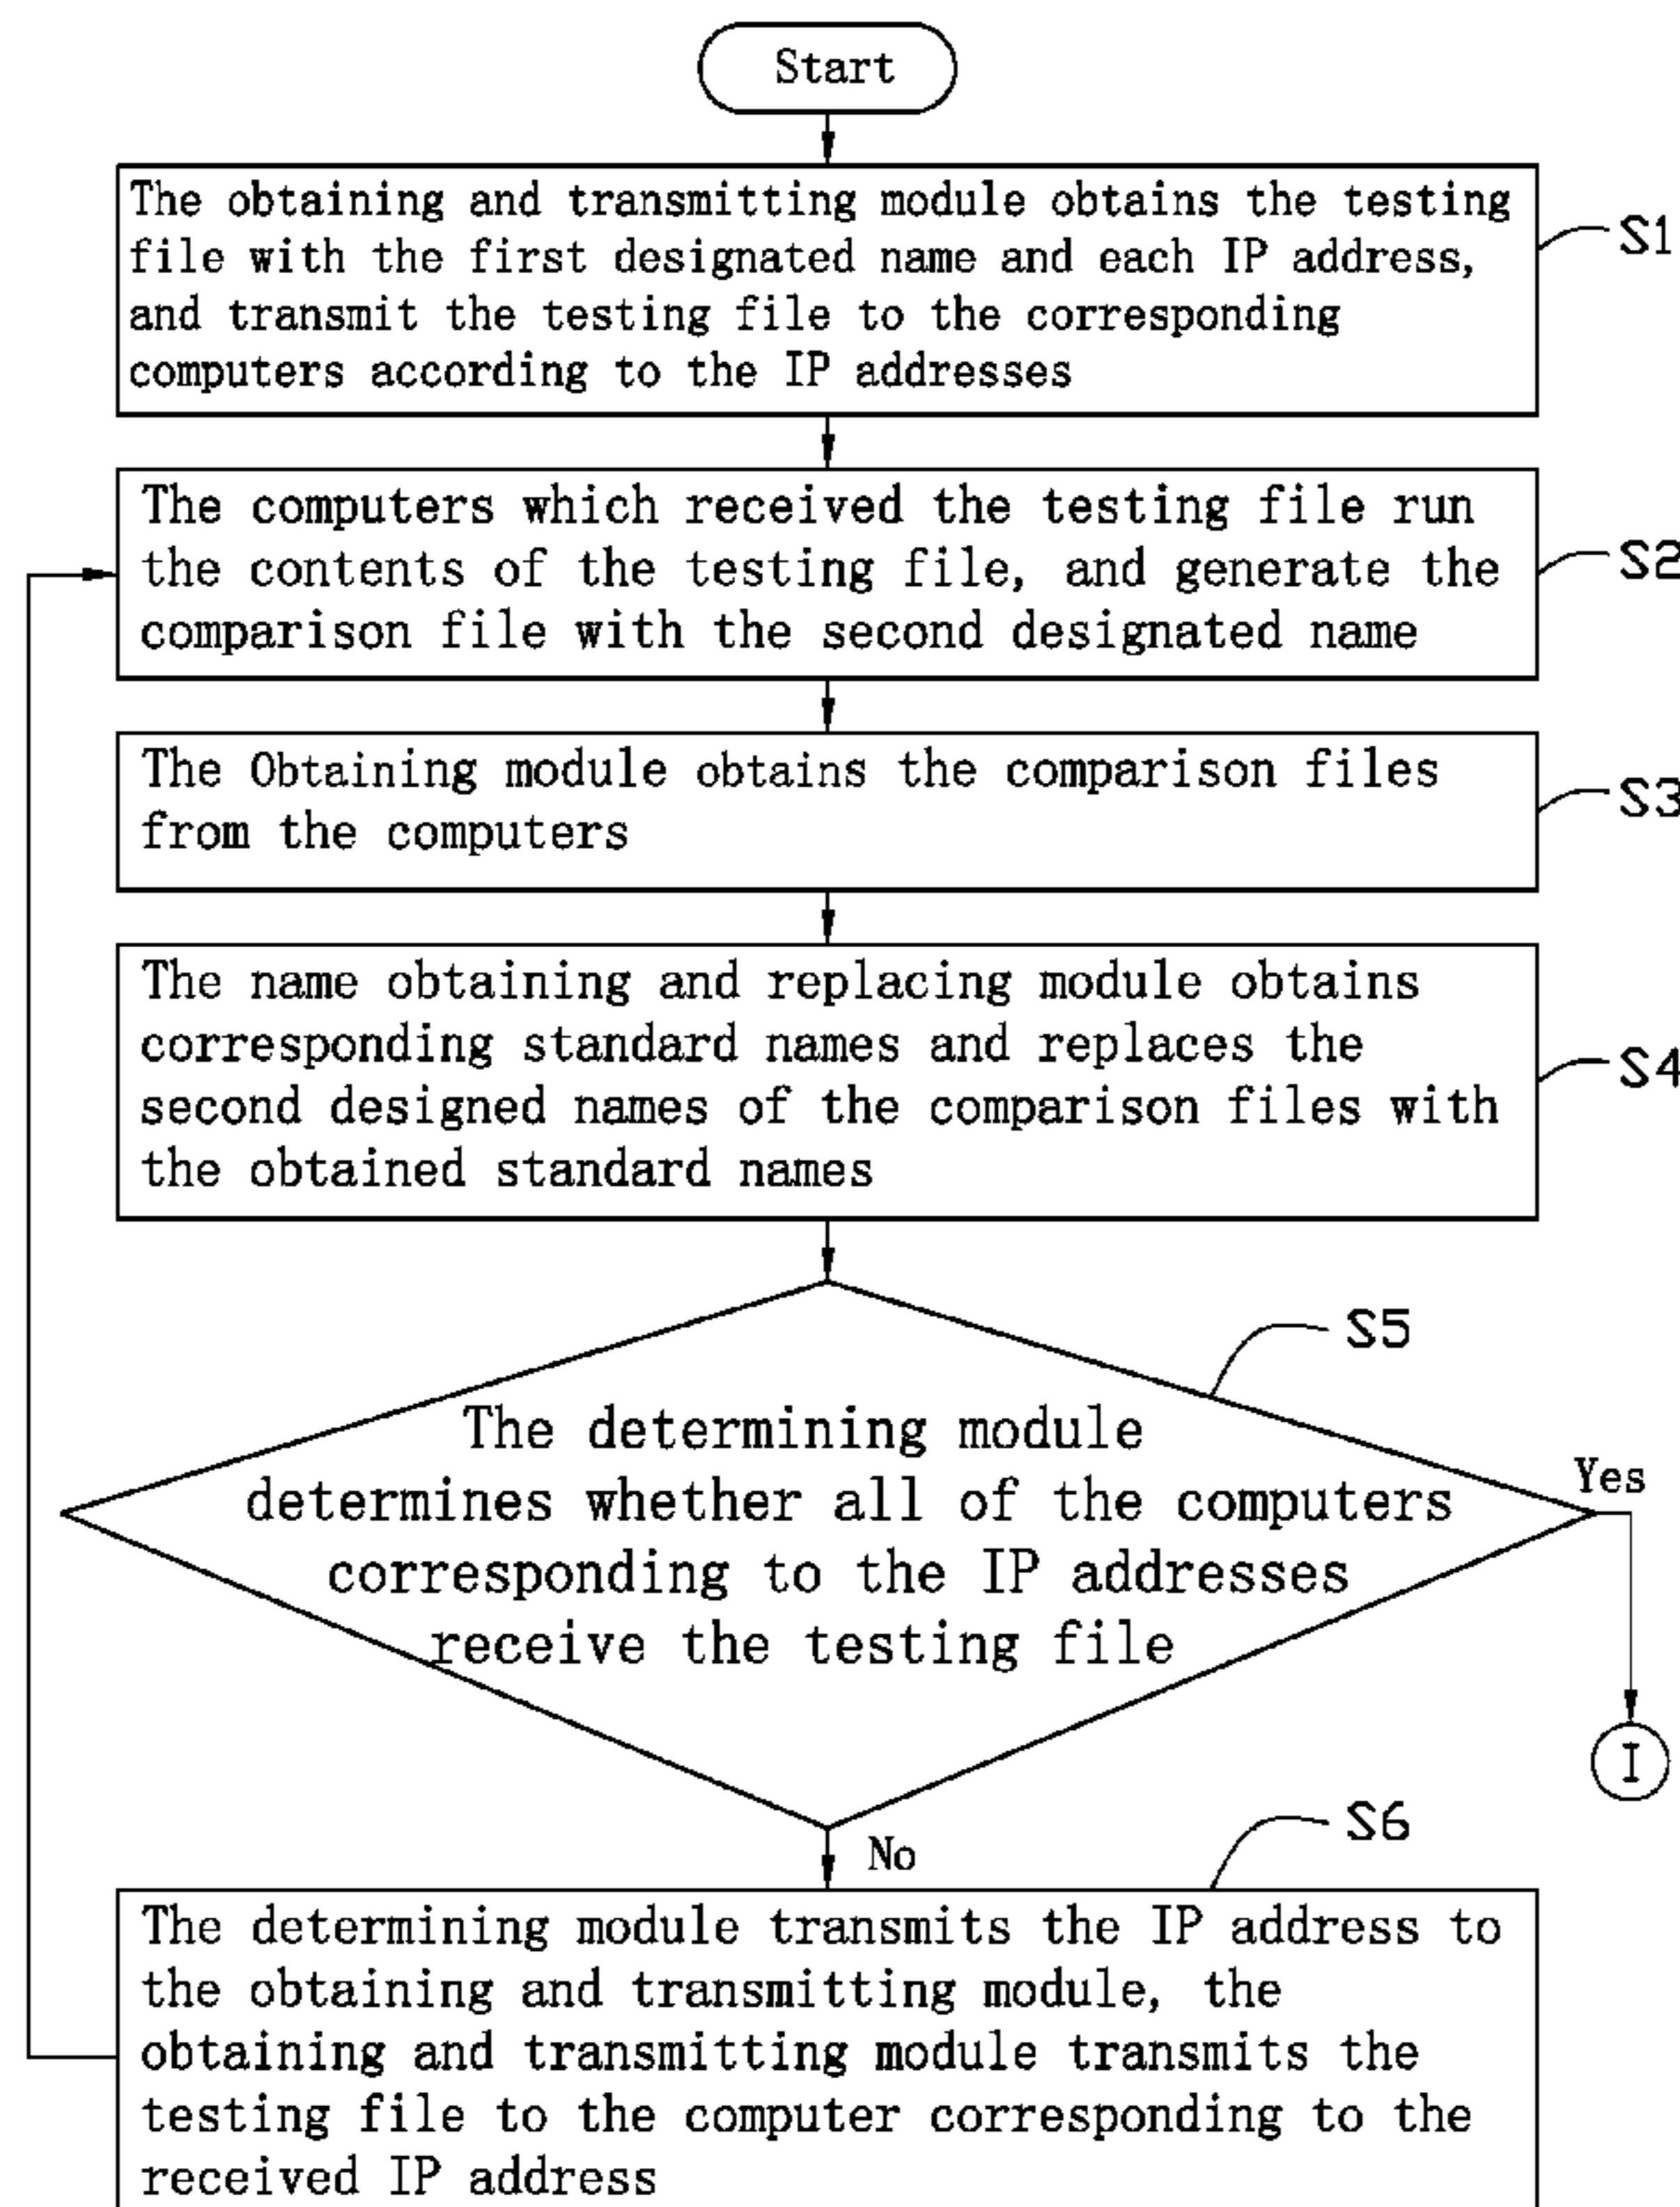 Start
The obtaining and transmitting module obtains the testing
file with the first designated name and each IP address,
and transmit the testing file to the corresponding
computers according to the IP addresses
S1
The computers which received the testing file run
the contents of the testing file, and generate the
comparison file with the second designated name
S2
The Obtaining module obtains the comparison files
from the computers
S3
The name obtaining and replacing module obtains
corresponding standard names and replaces the
second designed names of the comparison files with
the obtained standard names
S4
S5
The determining module
determines whether all of the computers
corresponding to the IP addresses
receive the testing file
Yes
I
No
S6
The determining module transmits the IP address to
the obtaining and transmitting module, the
obtaining and transmitting module transmits the
testing file to the computer corresponding to the
received IP address